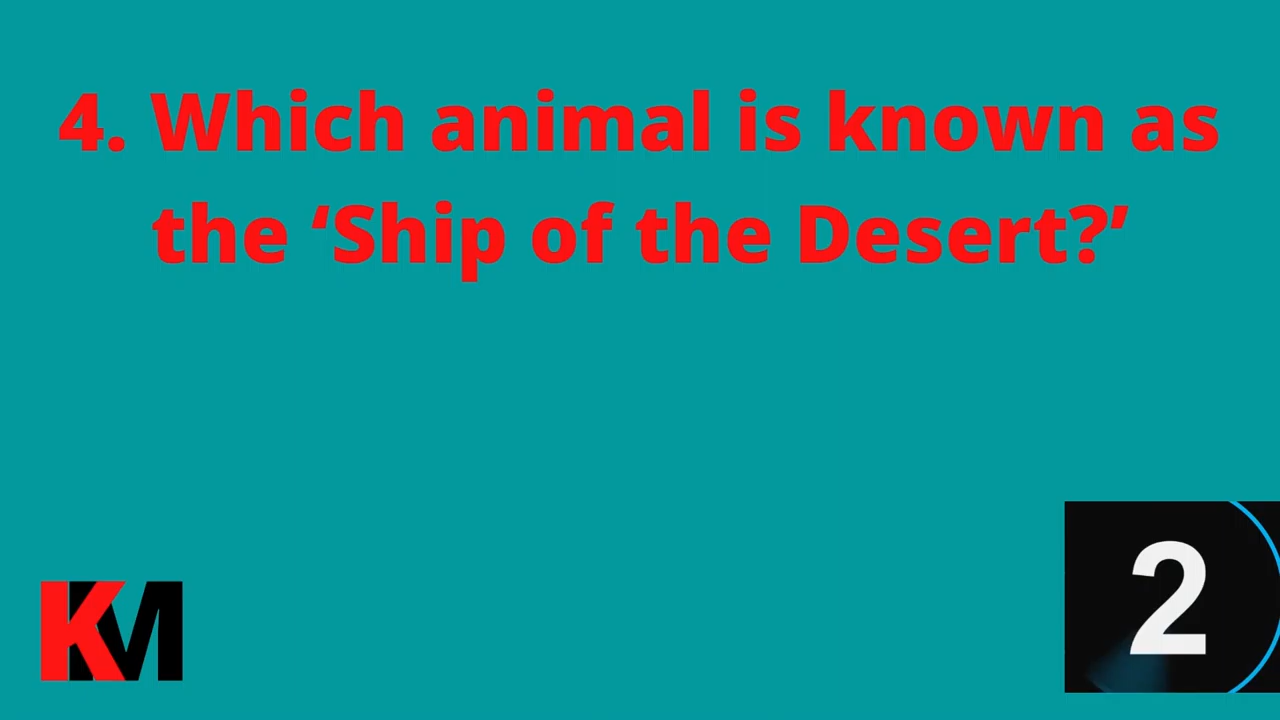 4. Which animal is known as
the ‘Ship of the Desert?’
KM
2